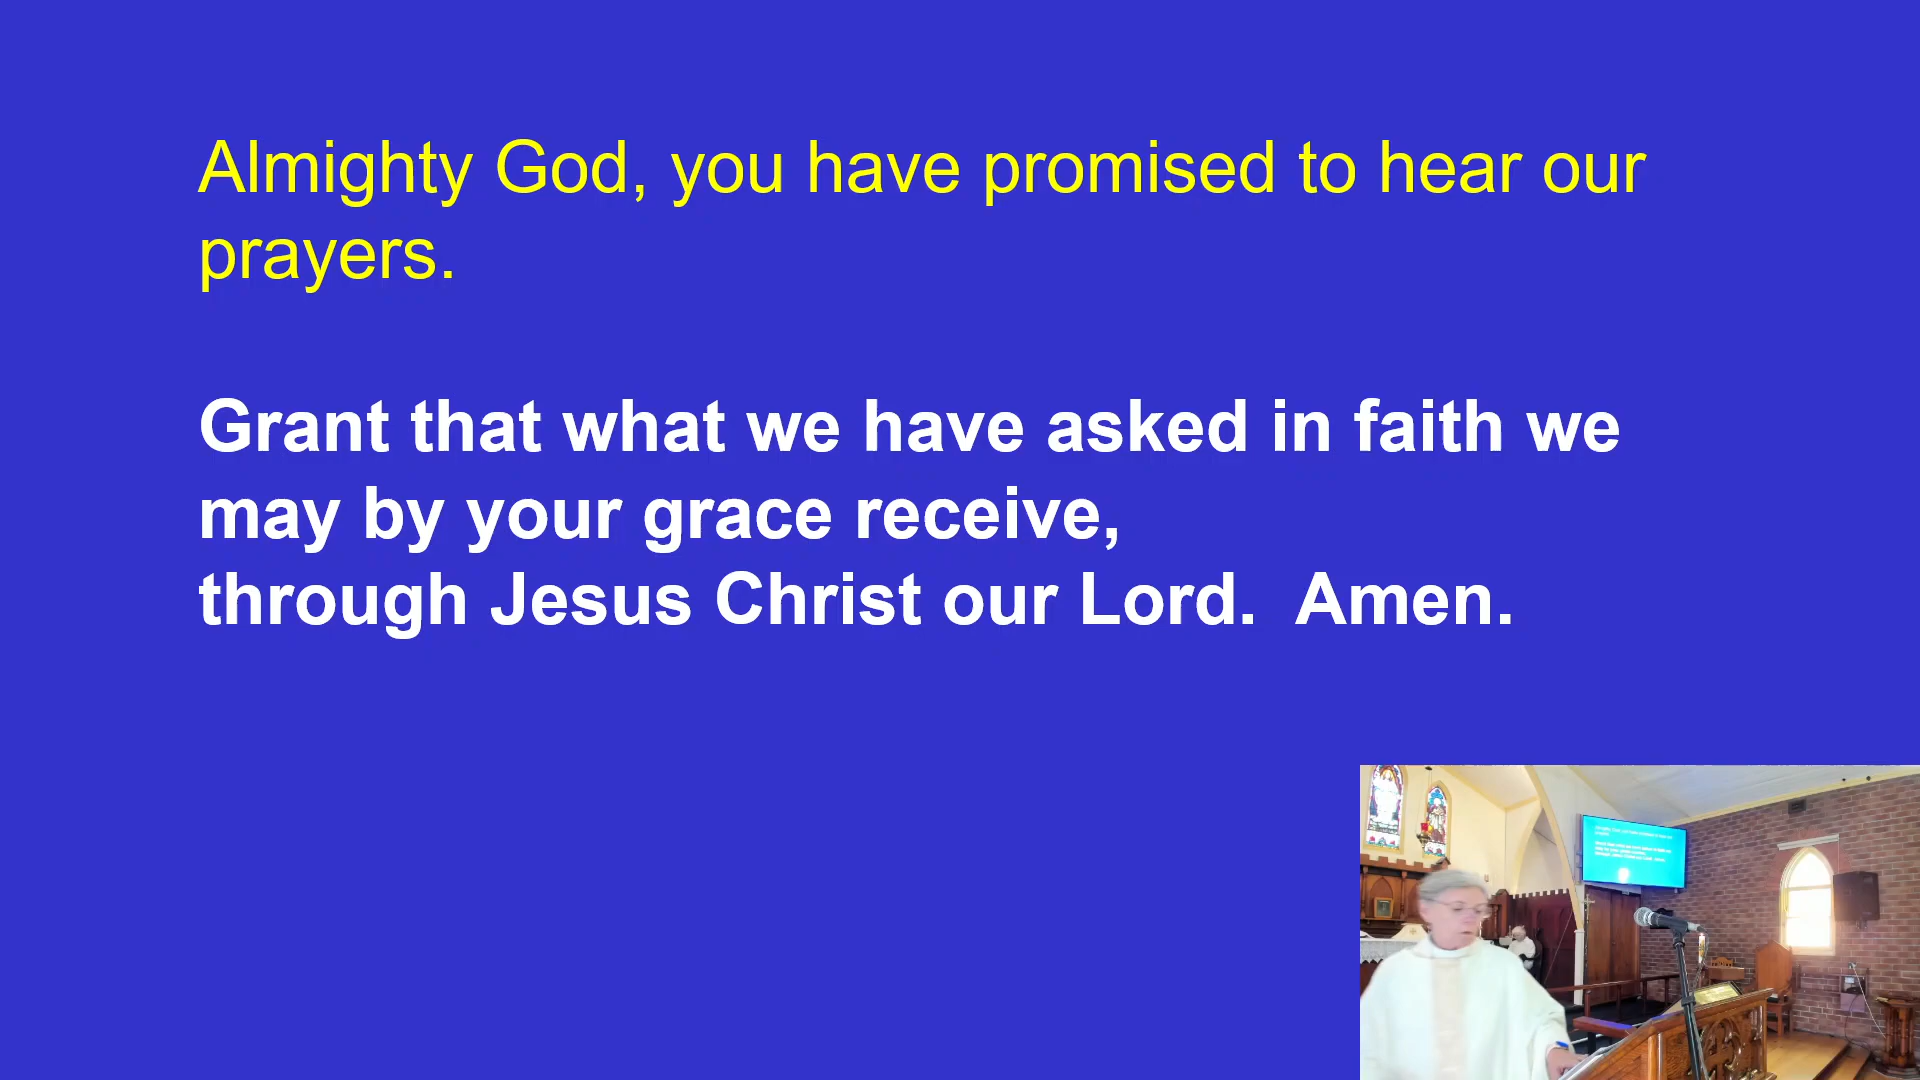 Almighty God, you have promised to hear our
prayers.
Grant that what we have asked in faith we
may by your grace receive,
through Jesus Christ our Lord.  Amen.